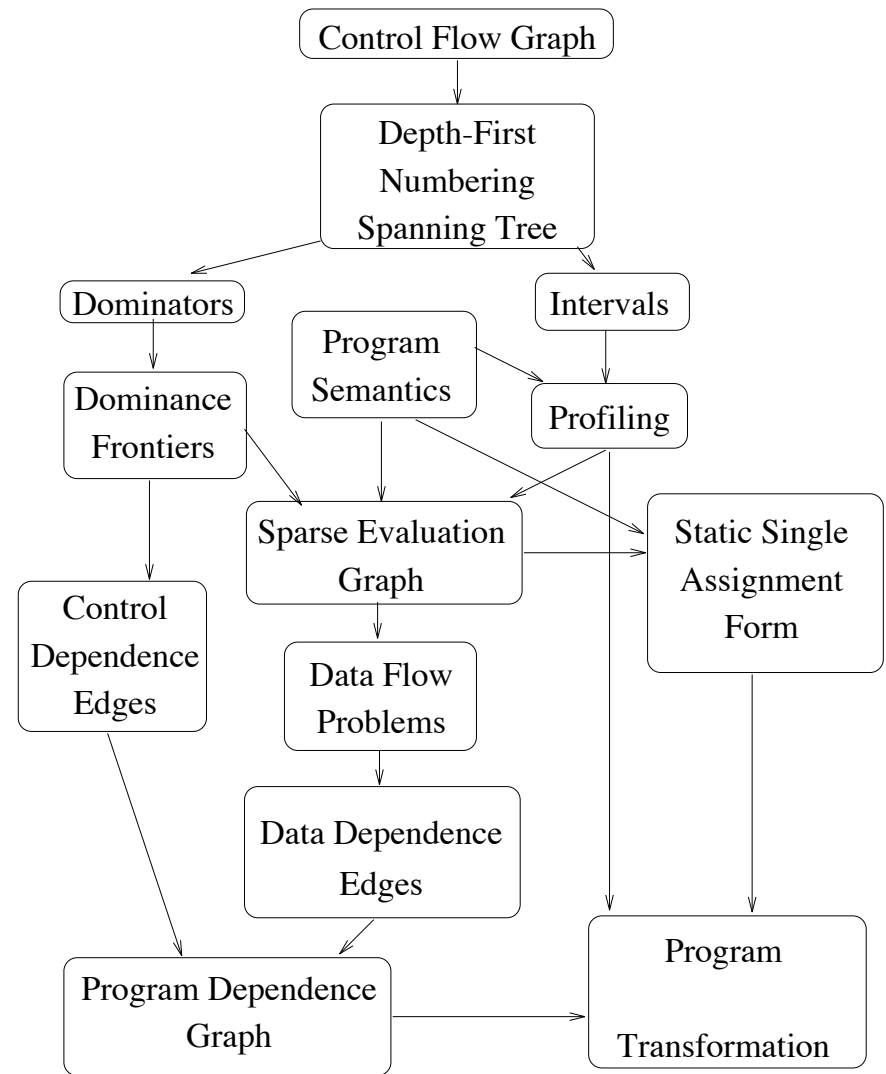 Control Flow Graph
Depth-First
Numbering
Spanning Tree
Dominators
Intervals
Program
Semantics
Dominance
Frontiers
Profiling
Sparse Evaluation
Graph
Static Single
Assignment
Form
Control
Dependence
Edges
Data Flow
Problems
Data Dependence
Edges
Program Dependence
Graph
Program
Transformation